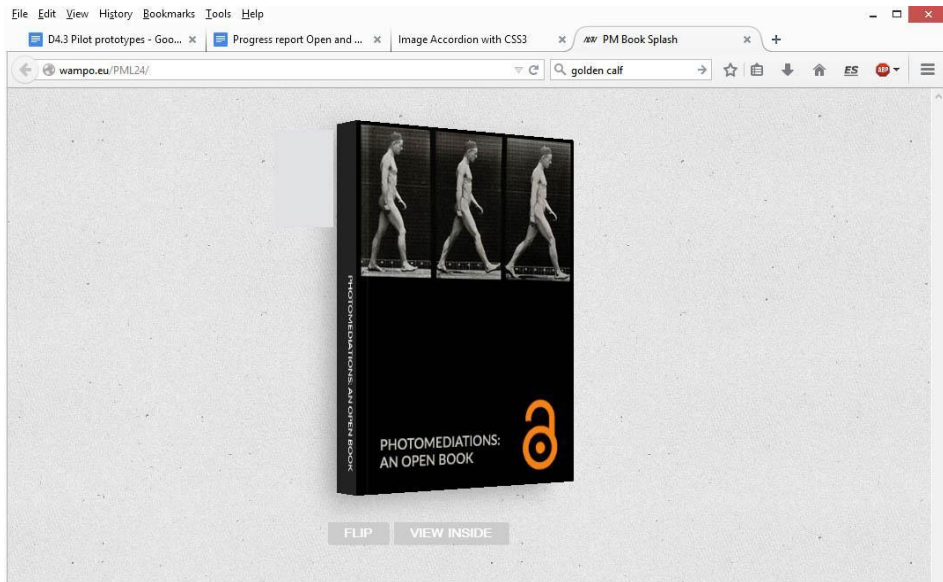 File Edit View History Bookmarks Tools Help
D4.3 Pilot prototypes - Goo... Progress report Open and ... Image Accordion with CSS3 PM Book Splash
wampo.eu/PML24/ golden calf ES ABP
PHOTOMEDIATIONS: AN OPEN BOOK
PHOTOMEDIATIONS:
AN OPEN BOOK
FLIP VIEW INSIDE